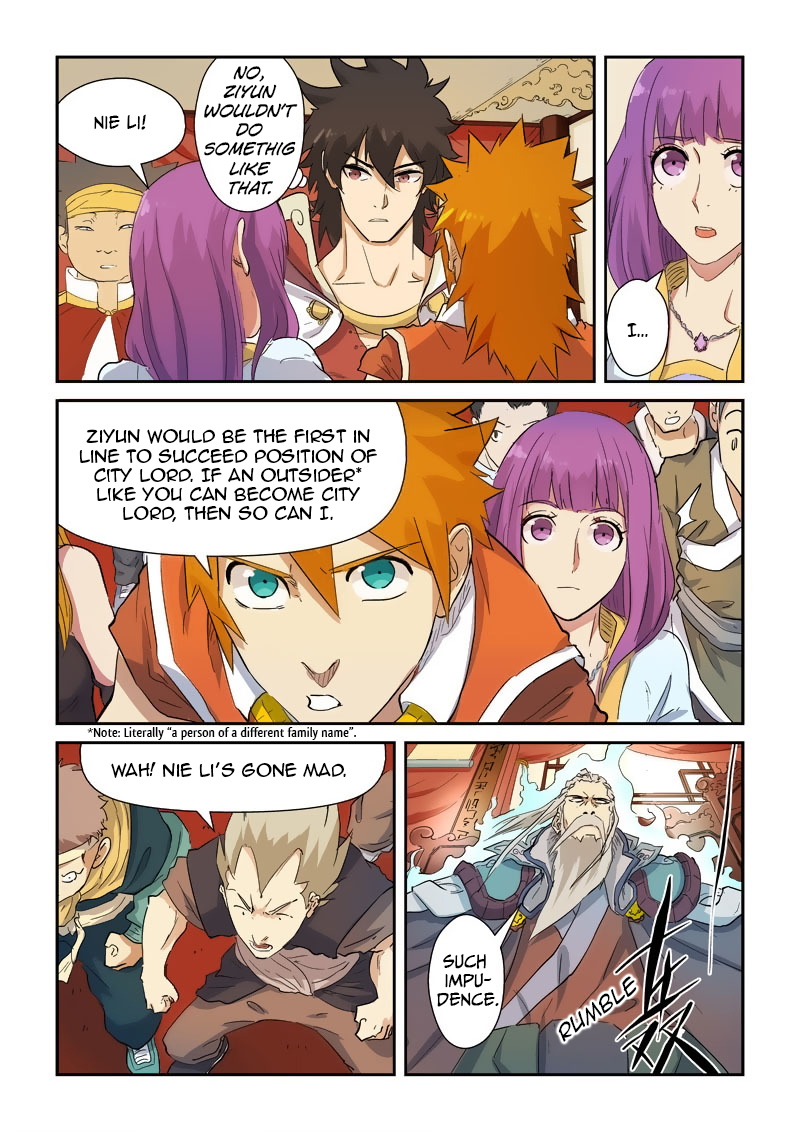 NIE LI!
NO,
ZIYUN
WOULDN'T
DO
SOMETHIG
LIKE
THAT.
I...
ZIYUN WOULD BE THE FIRST IN
LINE TO SUCCEED POSITION OF
CITY LORD. IF AN OUTSIDER*
LIKE YOU CAN BECOME CITY
LORD, THEN SO CAN I.
*Note: Literally "a person of a different family name".
WAH! NIE LI'S GONE MAD.
SUCH
IMPU-
DENCE.
RUMBLE